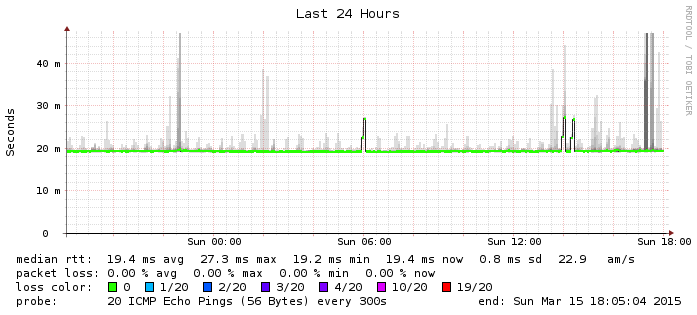 Last 24 Hours
RRDTOOL / TOBI OETIKER
Seconds
40 m
30 m
20 m
10 m
0
Sun 00:00 Sun 06:00 Sun 12:00 Sun 18:00
median rtt: 19.4 ms avg 27.3 ms max 19.2 ms min 19.4 ms now 0.8 ms sd 22.9 am/s
packet loss: 0.00 % avg 0.00 % max 0.00 % min 0.00 % now
loss color: 0 1/20 2/20 3/20 4/20 10/20 19/20
probe: 20 ICMP Echo Pings (56 Bytes) every 300s end: Sun Mar 15 18:05:04 2015